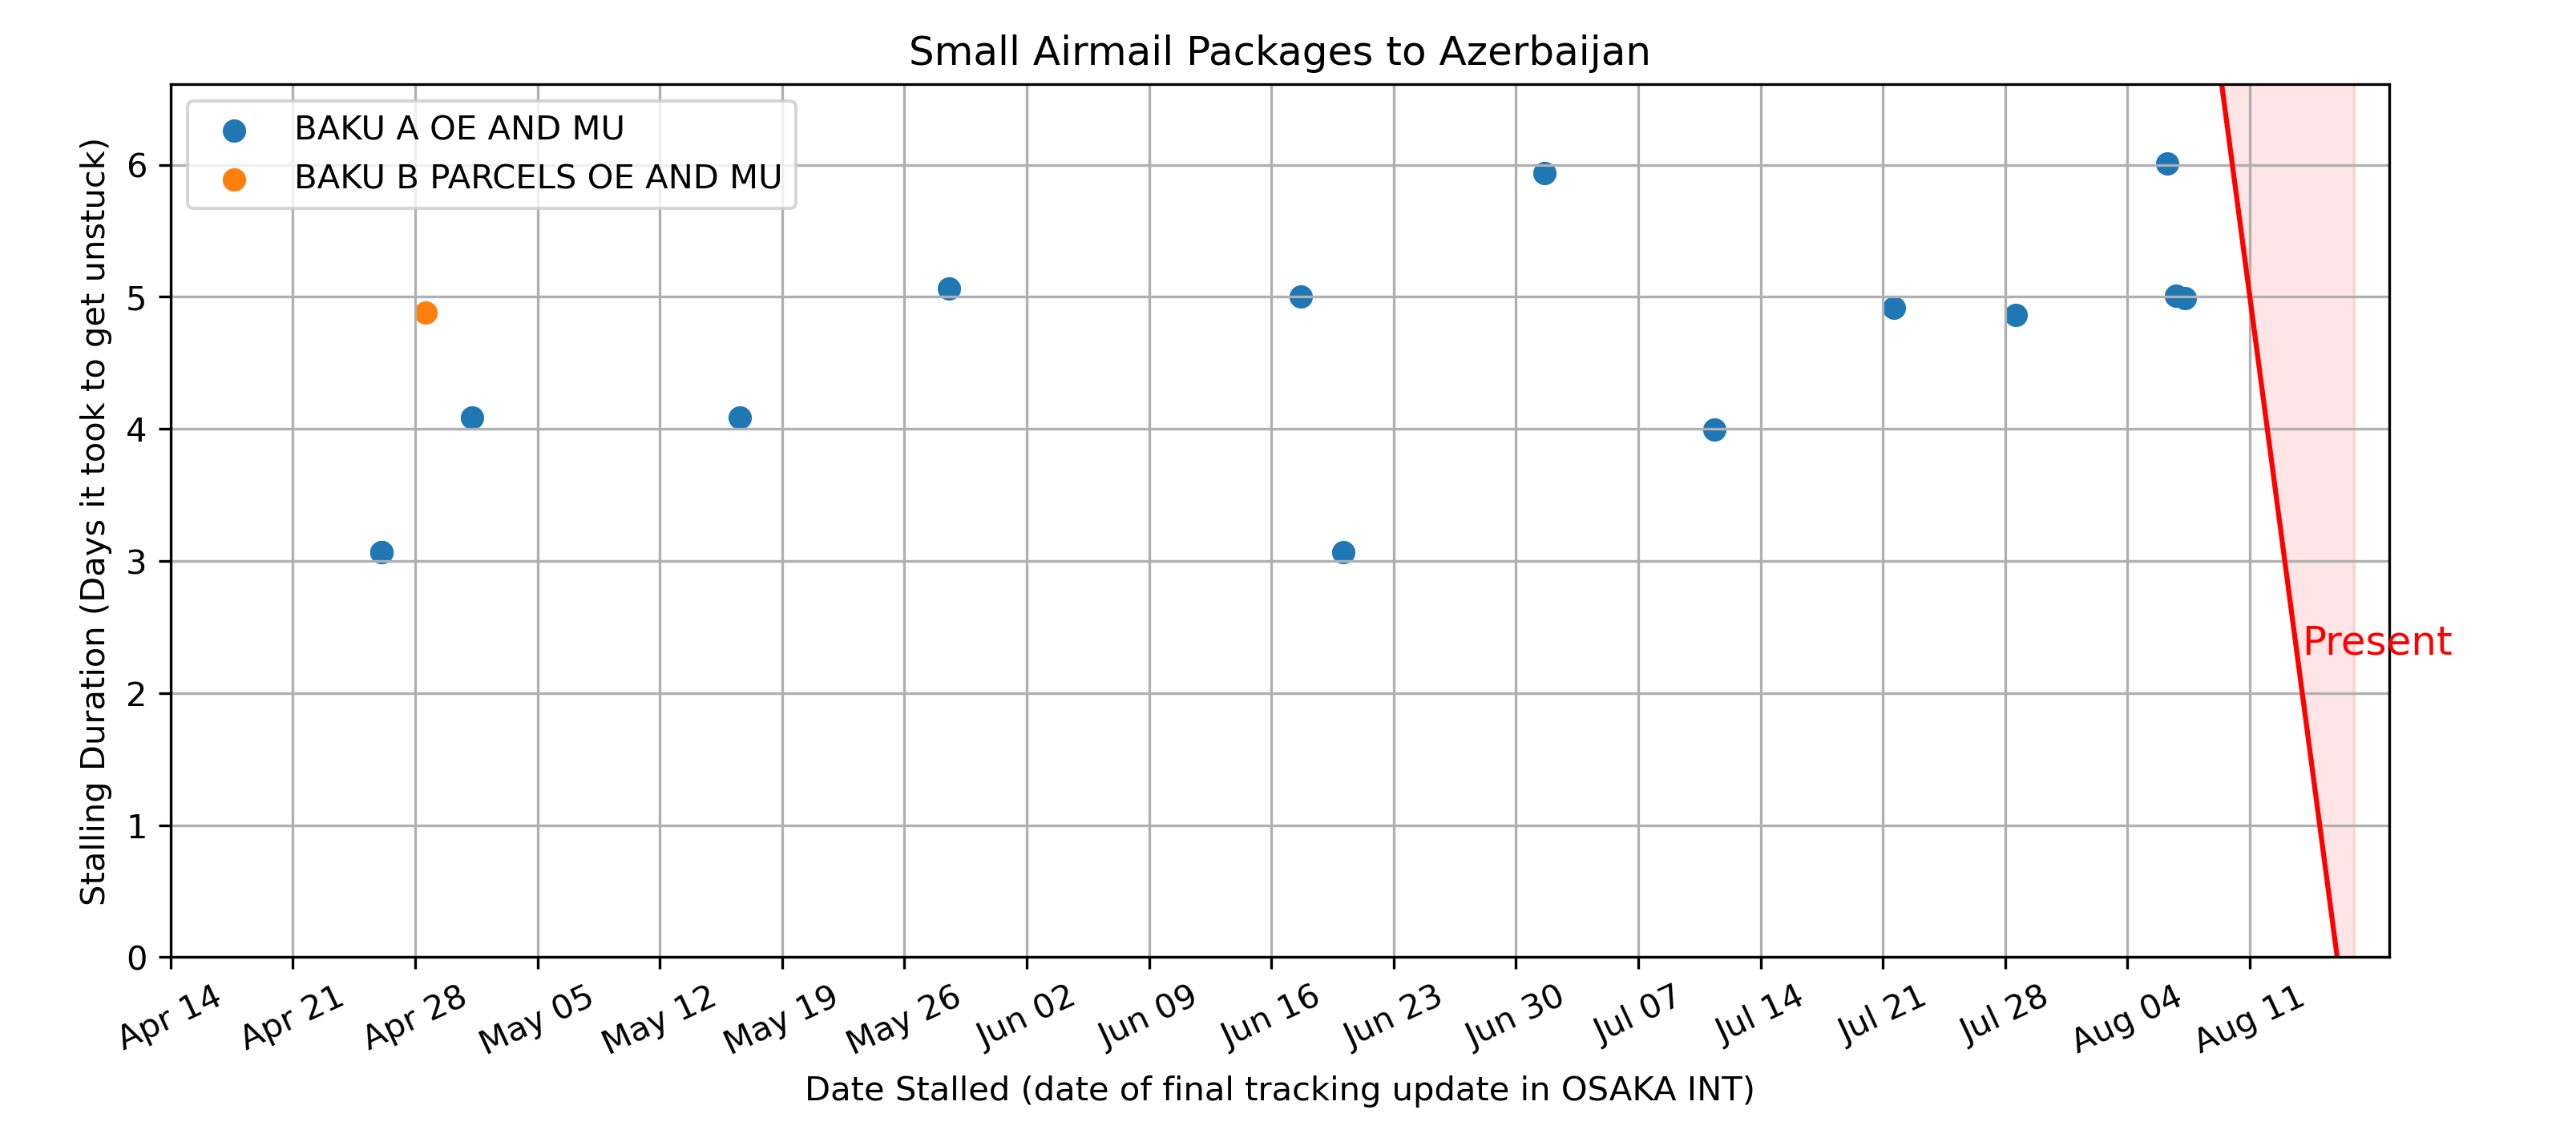 Small Airmail Packages to Azerbaijan
BAKU A OE AND MU
BAKU B PARCELS OE AND MU
Stalling Duration (Days it took to get unstuck)
6
5
4
3
2
1
0
Present
Apr 14
Apr 21
Apr 28
May 05
May 12
May 19
May 26
Jun 02
Jun 09
Jun 16
Jun 23
Jun 30
Jul 07
Jul 14
Jul 21
Jul 28
Aug 04
Aug 11
Date Stalled (date of final tracking update in OSAKA INT)